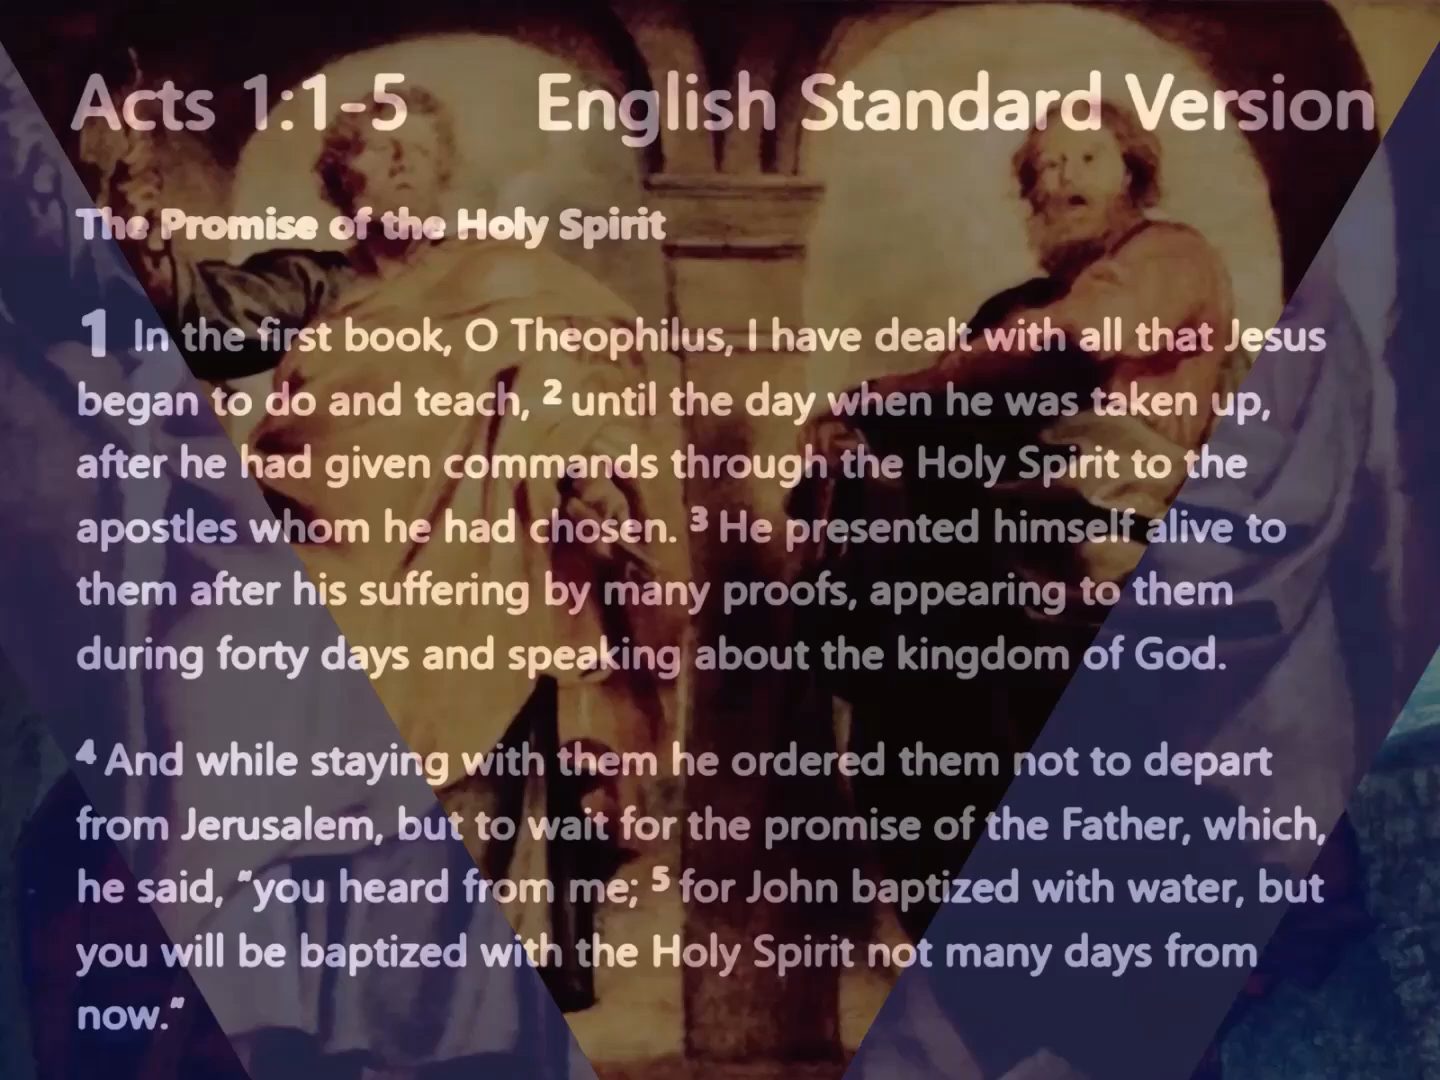 Acts 1:1-5 English Standard Version
The Promise of the Holy Spirit
1 In the first book, O Theophilus, I have dealt with all that Jesus
began to do and teach, 2 until the day when he was taken up,
after he had given commands through the Holy Spirit to the
apostles whom he had chosen. 3 He presented himself alive to
them after his suffering by many proofs, appearing to them
during forty days and speaking about the kingdom of God.
4 And while staying with them he ordered them not to depart
from Jerusalem, but to wait for the promise of the Father, which,
he said, "you heard from me; 5 for John baptized with water, but
you will be baptized with the Holy Spirit not many days from
now."